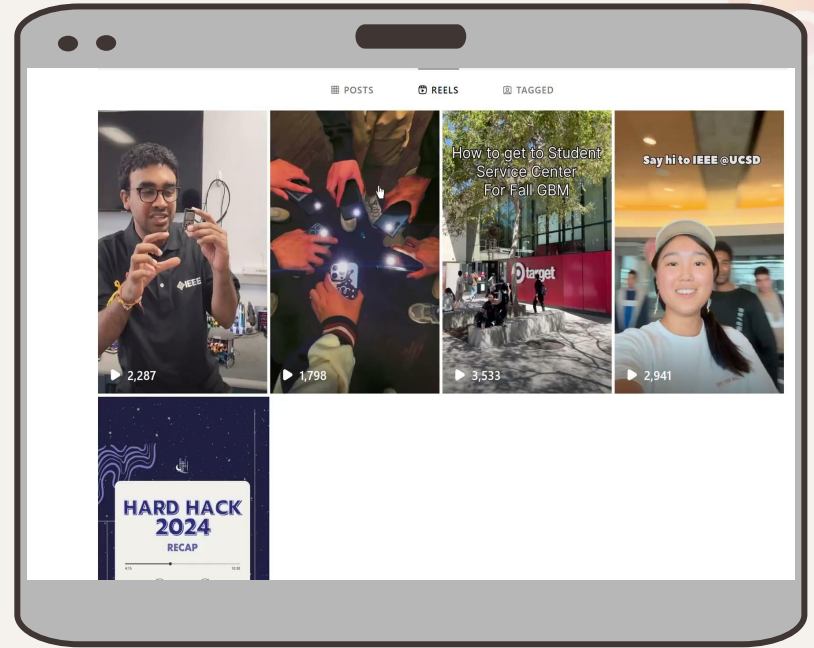 POSTS
REELS
TAGGED
IEEE
2,287
1,798
How to get to Student
Service Center
For Fall GBM
target
3,533
Say hi to IEEE @UCSD
2,941
HARD HACK
2024
RECAP